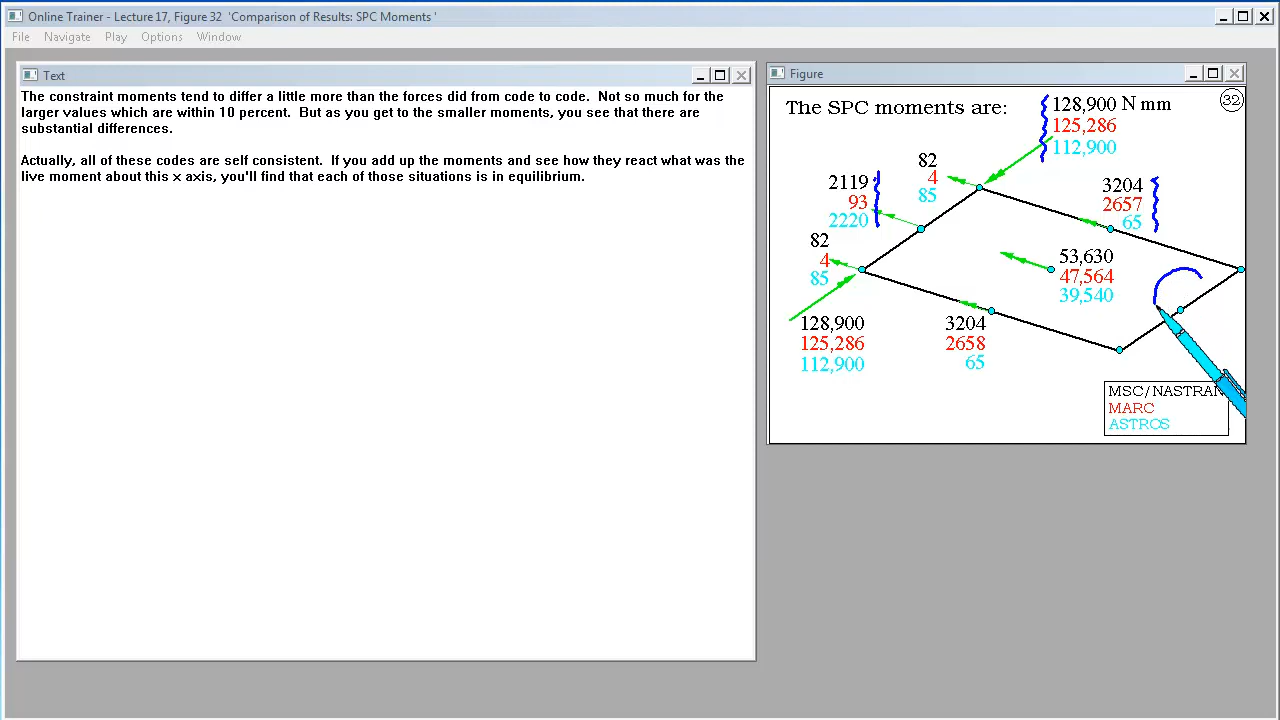 Online Trainer - Lecture 17, Figure 32 'Comparison of Results: SPC Moments '
File Navigate Play Options Window
Text
The constraint moments tend to differ a little more than the forces did from code to code. Not so much for the
larger values which are within 10 percent. But as you get to the smaller moments, you see that there are
substantial differences.
Actually, all of these codes are self consistent. If you add up the moments and see how they react what was the
live moment about this x axis, you'll find that each of those situations is in equilibrium.
Figure
The SPC moments are:
32
128,900 N mm
125,286
112,900
82
4
85
2119
93
2220
3204
2657
65
82
4
85
53,630
47,564
39,540
128,900
125,286
112,900
3204
2658
65
MSC/NASTRAN
MARC
ASTROS